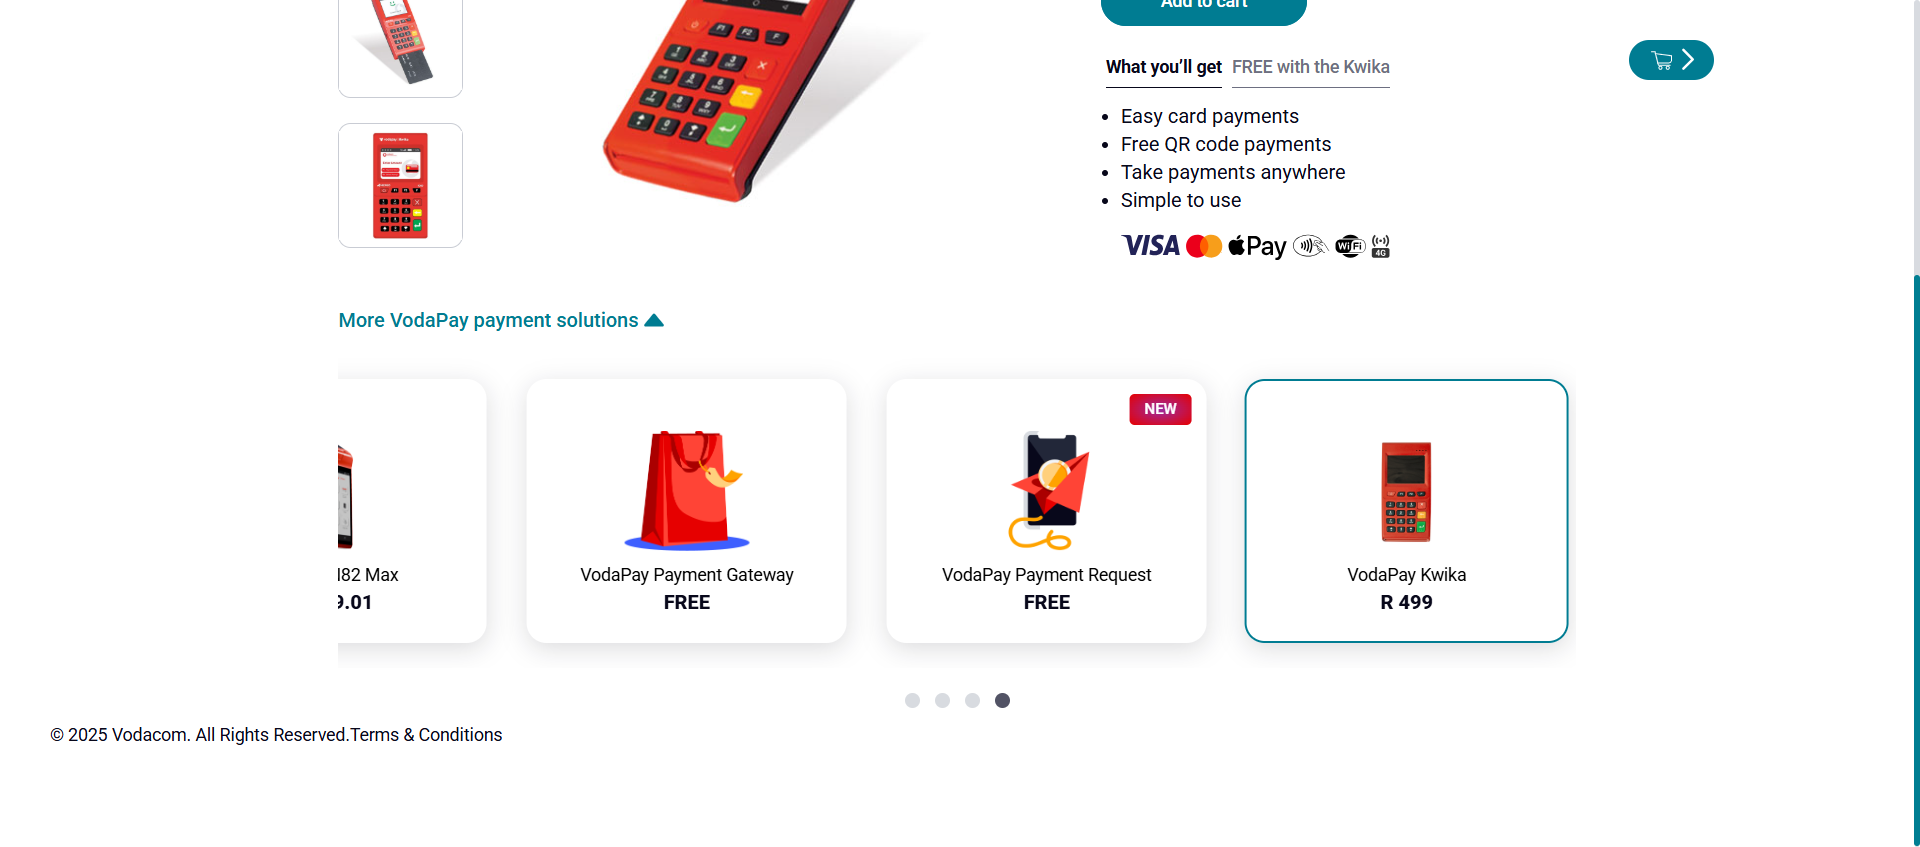 Add to cart
What you’ll get FREE with the Kwika
Easy card payments
Free QR code payments
Take payments anywhere
Simple to use
VISA Pay WiFi 4G
More VodaPay payment solutions
NEW
82 Max
9.01
VodaPay Payment Gateway
FREE
VodaPay Payment Request
FREE
VodaPay Kwika
R 499
© 2025 Vodacom. All Rights Reserved.Terms & Conditions